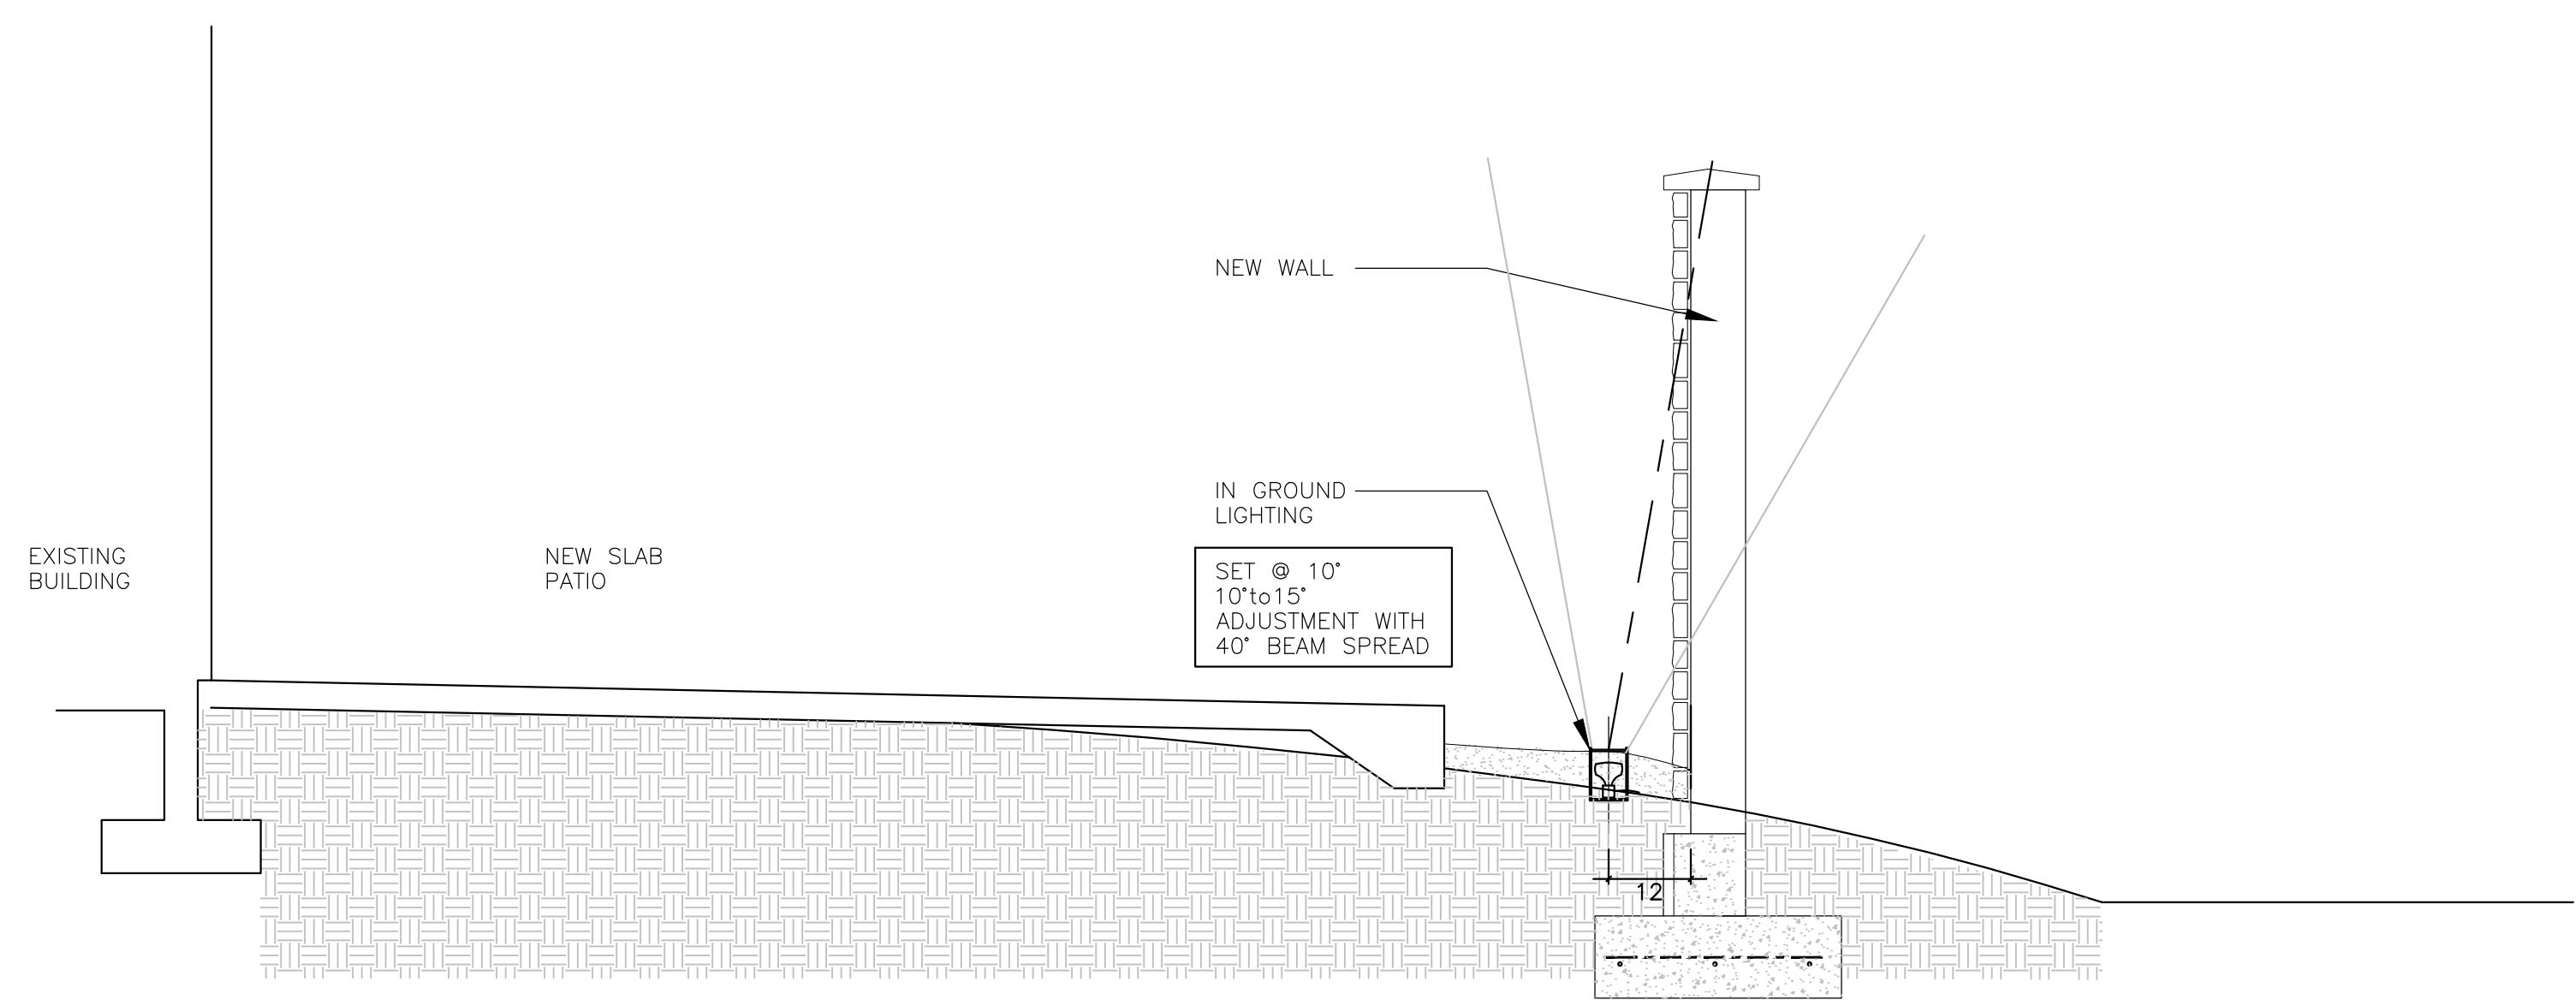 NEW WALL
IN GROUND
LIGHTING
EXISTING
BUILDING
NEW SLAB
PATIO
SET @ 10°
10°to15°
ADJUSTMENT WITH
40° BEAM SPREAD
12